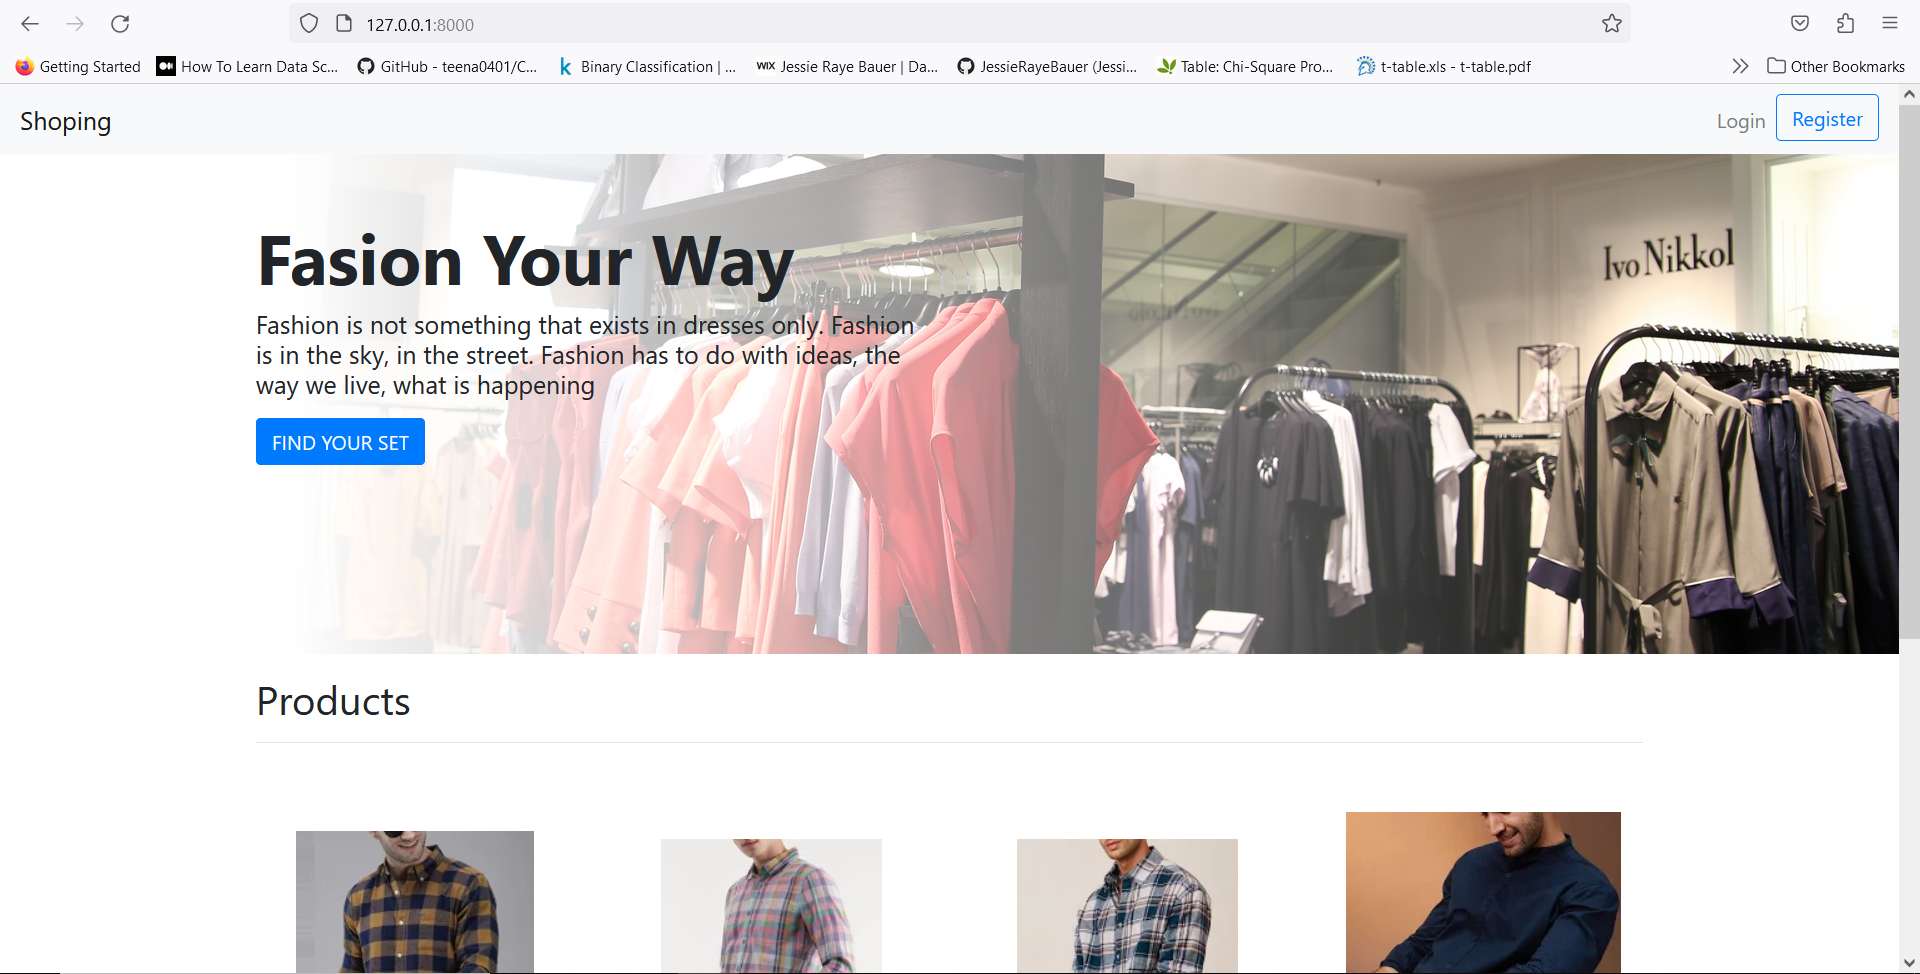 127.0.0.1:8000
Getting Started
How To Learn Data Sc...
GitHub - teena0401/C...
k
Binary Classification | ...
WIX
Jessie Raye Bauer | Da...
JessieRayeBauer (Jessi...
Table: Chi-Square Pro...
t-table.xls - t-table.pdf
Other Bookmarks
Shoping
Login
Register
Fasion Your Way
Fashion is not something that exists in dresses only. Fashion
is in the sky, in the street. Fashion has to do with ideas, the
way we live, what is happening
FIND YOUR SET
Ivo Nikkol
Products